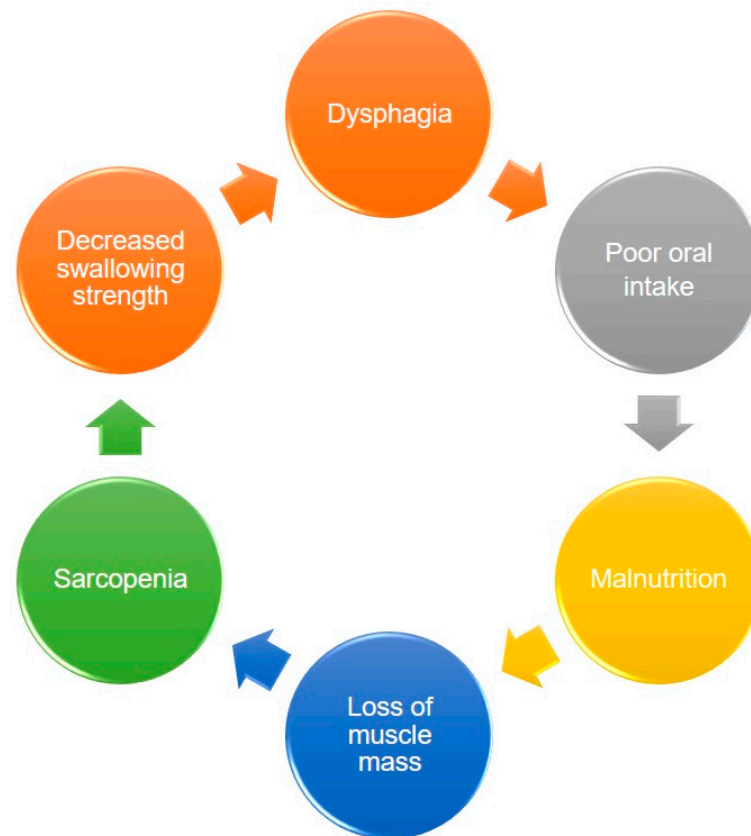 Dysphagia
Poor oral
intake
Malnutrition
Loss of
muscle
mass
Sarcopenia
Decreased
swallowing
strength